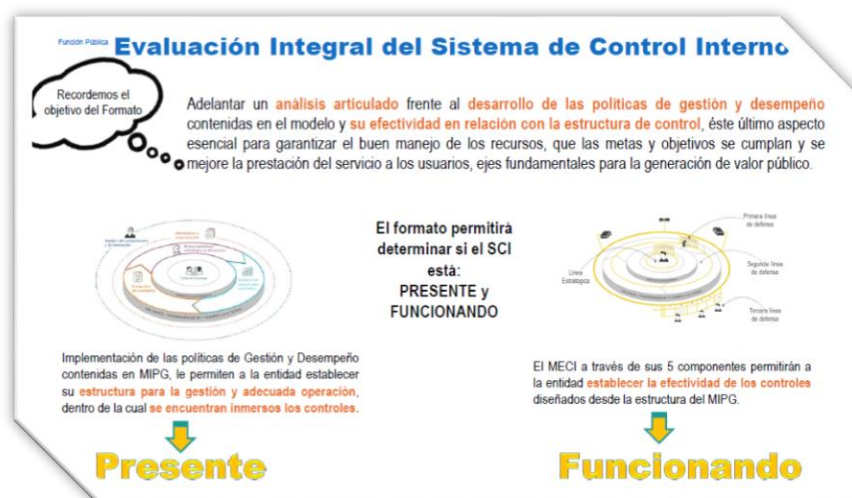 Función Pública
Evaluación Integral del Sistema de Control Interno
Recordemos el
objetivo del Formato
Adelantar un análisis articulado frente al desarrollo de las políticas de gestión y desempeño
contenidas en el modelo y su efectividad en relación con la estructura de control, éste último aspecto
esencial para garantizar el buen manejo de los recursos, que las metas y objetivos se cumplan y se
mejore la prestación del servicio a los usuarios, ejes fundamentales para la generación de valor público.
El formato permitirá
determinar si el SCI
está:
PRESENTE y
FUNCIONANDO
Primera línea
de defensa
Segunda línea
de defensa
Línea
Estratégica
Tercera línea
de defensa
Implementación de las políticas de Gestión y Desempeño
contenidas en MIPG, le permiten a la entidad establecer
su estructura para la gestión y adecuada operación,
dentro de la cual se encuentran inmersos los controles.
El MECI a través de sus 5 componentes permitirán a
la entidad establecer la efectividad de los controles
diseñados desde la estructura del MIPG.
Presente
Funcionando